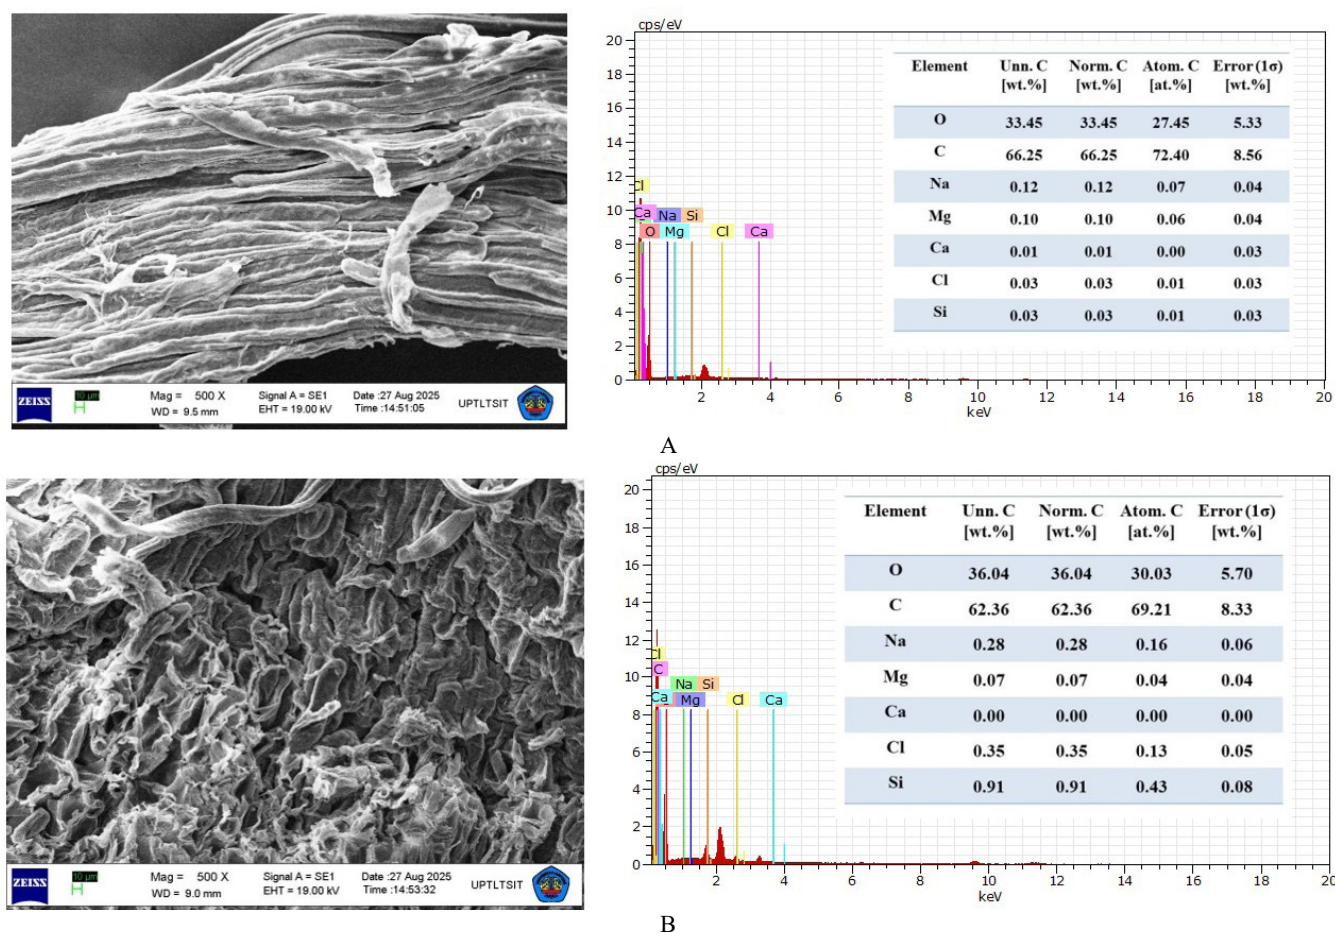 cps/eV
20
18
16
14
12
10
8
6
4
2
0
Cl
Ca Na Si
O Mg Cl Ca
2 4 6 8 10 12 14 16 18 20
keV
Element Unn. C [wt.%] Norm. C [wt.%] Atom. C [at.%] Error (1σ) [wt.%]
O 33.45 33.45 27.45 5.33
C 66.25 66.25 72.40 8.56
Na 0.12 0.12 0.07 0.04
Mg 0.10 0.10 0.06 0.04
Ca 0.01 0.01 0.00 0.03
Cl 0.03 0.03 0.01 0.03
Si 0.03 0.03 0.01 0.03
ZEISS 10 µm Mag = 500 X Signal A = SE1 Date :27 Aug 2025
WD = 9.5 mm EHT = 19.00 kV Time :14:51:05 UPTLTSIT
A
cps/eV
20
18
16
14
12
10
8
6
4
2
0
Cl
C
Na Si
Ca Mg Cl Ca
2 4 6 8 10 12 14 16 18 20
keV
Element Unn. C [wt.%] Norm. C [wt.%] Atom. C [at.%] Error (1σ) [wt.%]
O 36.04 36.04 30.03 5.70
C 62.36 62.36 69.21 8.33
Na 0.28 0.28 0.16 0.06
Mg 0.07 0.07 0.04 0.04
Ca 0.00 0.00 0.00 0.00
Cl 0.35 0.35 0.13 0.05
Si 0.91 0.91 0.43 0.08
ZEISS 10 µm Mag = 500 X Signal A = SE1 Date :27 Aug 2025
WD = 9.0 mm EHT = 19.00 kV Time :14:53:32 UPTLTSIT
B